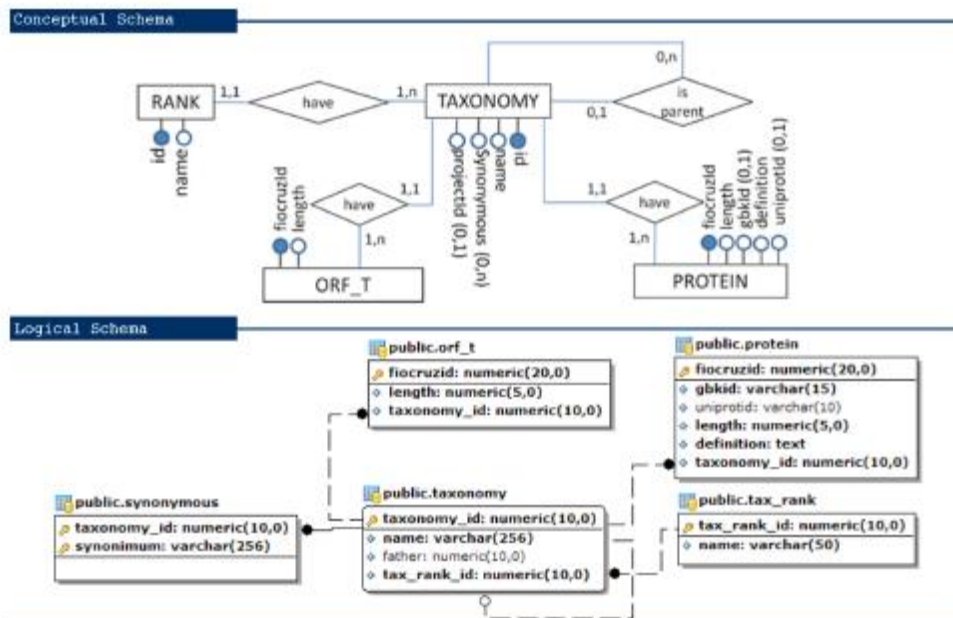 Conceptual Schema
0,n
RANK
1,1
have
1,n
TAXONOMY
0,1
is
parent
id
name
projectid (0,1)
Synonymous (0,n)
name
id
fiocruzid
length
have
1,1
1,n
ORF_T
1,1
have
1,n
fiocruzid
length
gbkid (0,1)
definition
uniprotid (0,1)
PROTEIN
Logical Schema
public.orf_t
fiocruzid: numeric(20,0)
length: numeric(5,0)
taxonomy_id: numeric(10,0)
public.protein
fiocruzid: numeric(20,0)
gbkid: varchar(15)
uniprotid: varchar(10)
length: numeric(5,0)
definition: text
taxonomy_id: numeric(10,0)
public.synonymous
taxonomy_id: numeric(10,0)
synonimum: varchar(256)
public.taxonomy
taxonomy_id: numeric(10,0)
name: varchar(256)
father: numeric(10,0)
tax_rank_id: numeric(10,0)
public.tax_rank
tax_rank_id: numeric(10,0)
name: varchar(50)